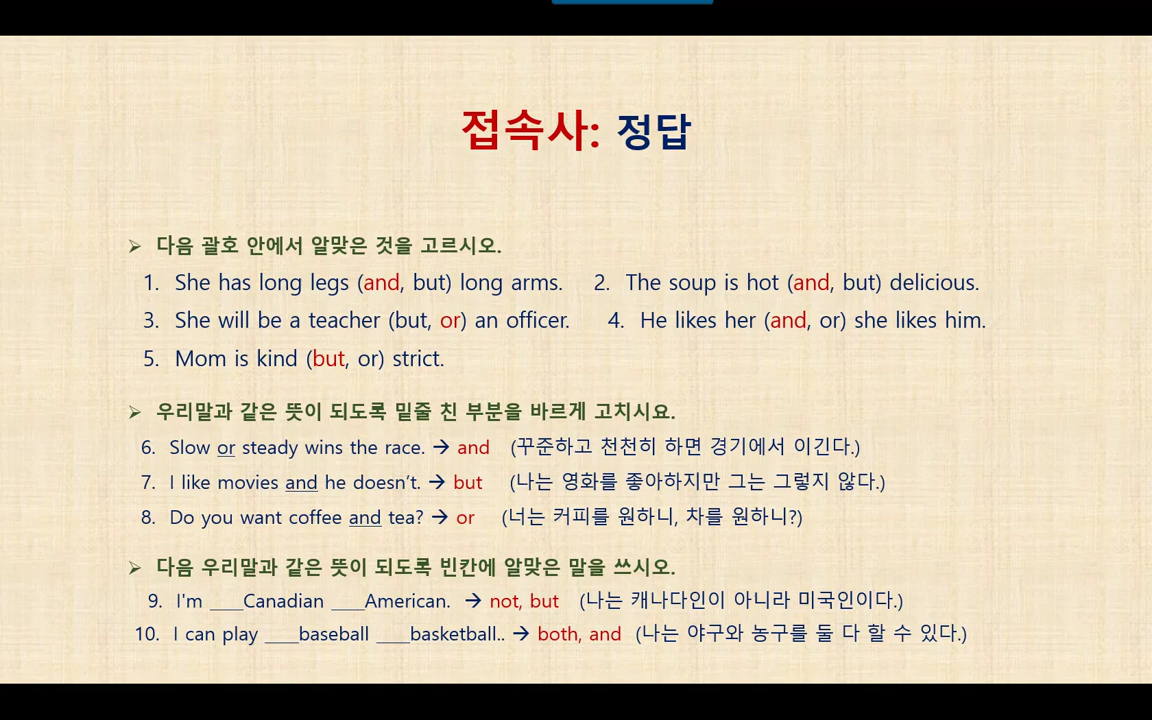 접속사: 정답
➢ 다음 괄호 안에서 알맞은 것을 고르시오.
1. She has long legs (and, but) long arms. 2. The soup is hot (and, but) delicious.
3. She will be a teacher (but, or) an officer. 4. He likes her (and, or) she likes him.
5. Mom is kind (but, or) strict.
➢ 우리말과 같은 뜻이 되도록 밑줄 친 부분을 바르게 고치시요.
6. Slow or steady wins the race. → and (꾸준하고 천천히 하면 경기에서 이긴다.)
7. I like movies and he doesn’t. → but (나는 영화를 좋아하지만 그는 그렇지 않다.)
8. Do you want coffee and tea? → or (너는 커피를 원하니, 차를 원하니?)
➢ 다음 우리말과 같은 뜻이 되도록 빈칸에 알맞은 말을 쓰시오.
9. I'm ___Canadian ___American. → not, but (나는 캐나다인이 아니라 미국인이다.)
10. I can play ___baseball ___basketball.. → both, and (나는 야구와 농구를 둘 다 할 수 있다.)